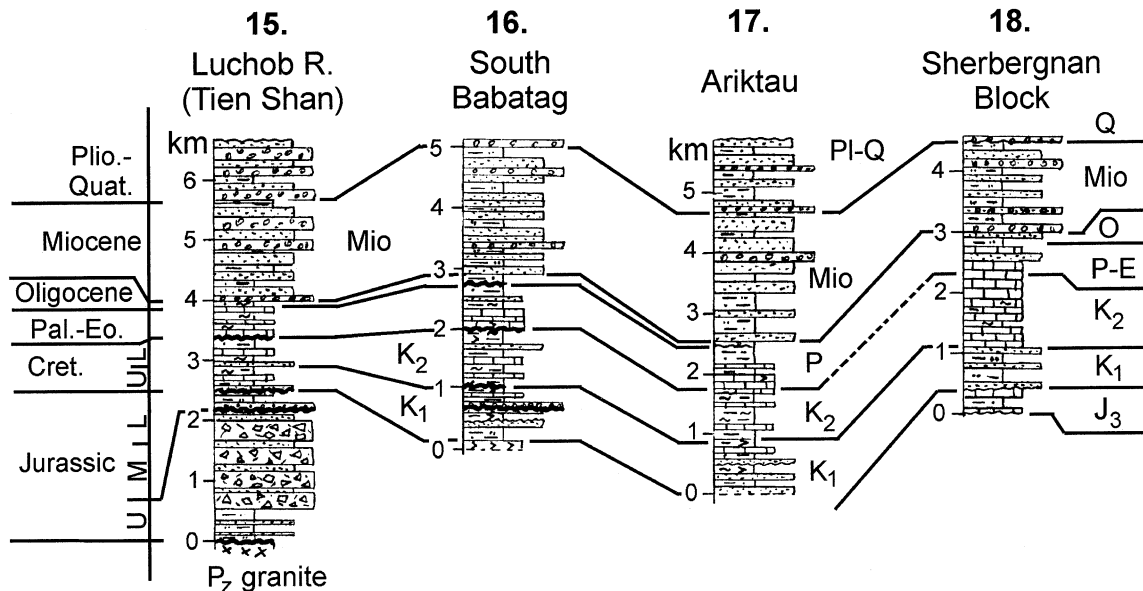 15.
Luchob R.
(Tien Shan)
16.
South
Babatag
17.
Ariktau
18.
Sherbergnan
Block
Plio.-
Quat.
Miocene
Oligocene
Pal.-Eo.
Cret.
U
L
Jurassic
U M L
km
6
5
4
3
2
1
0
Pz granite
Mio
K2
K1
5
4
3
2
1
0
km
5
4
3
2
1
0
Pl-Q
Mio
P
K2
K1
4
3
2
1
0
Q
Mio
O
P-E
K2
K1
J3